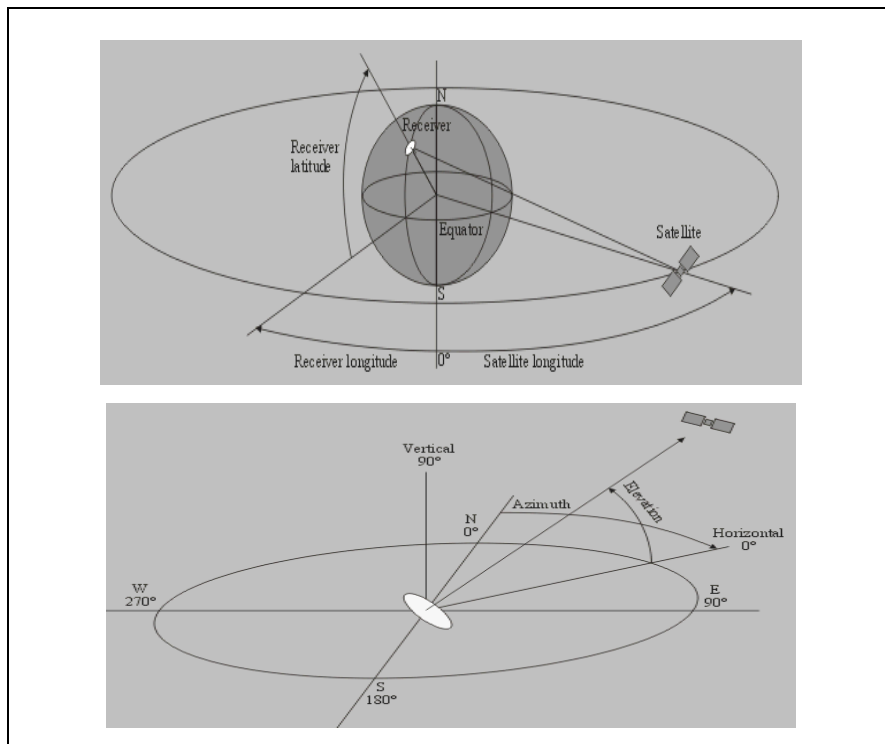 N
Receiver
Receiver
latitude
Equator
Satellite
S
Receiver longitude
0°
Satellite longitude
Vertical
90°
Elevation
Azimuth
N
0°
Horizontal
0°
W
270°
E
90°
S
180°